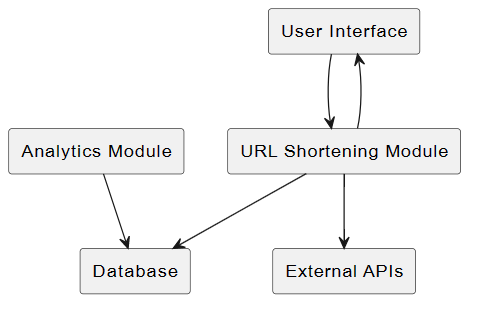 User Interface
Analytics Module
URL Shortening Module
Database
External APIs